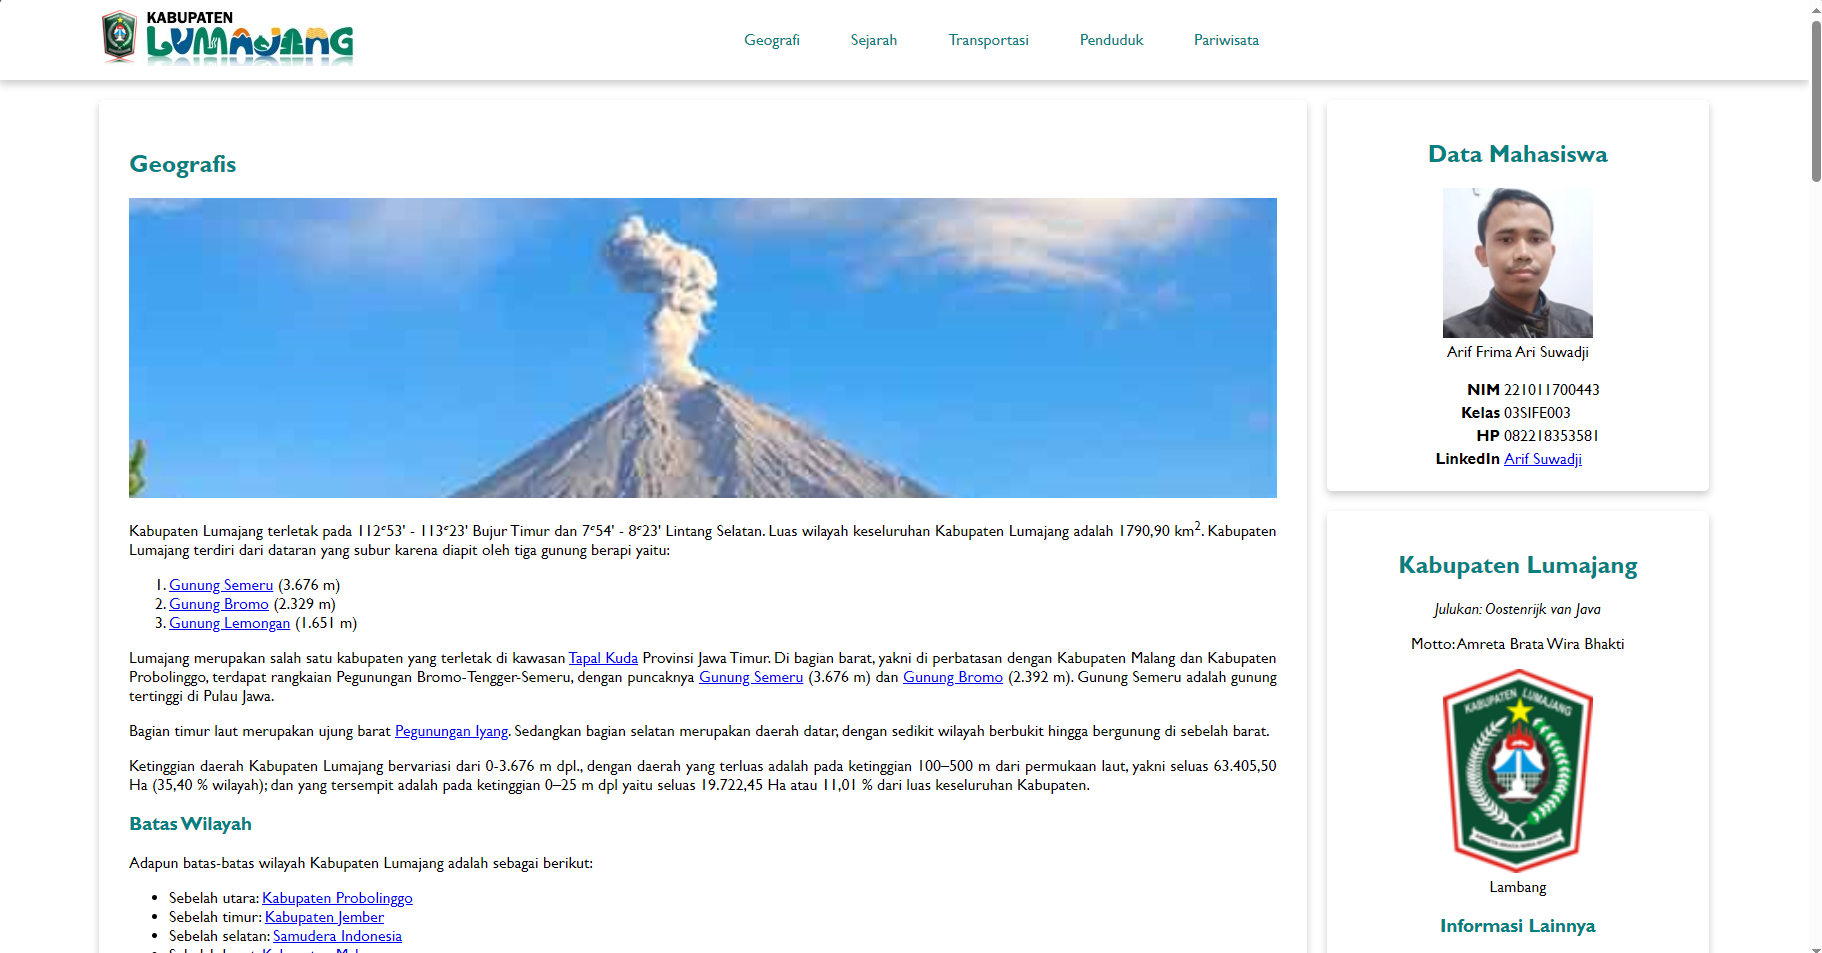 KABUPATEN
LUMAJANG
Geografi
Sejarah
Transportasi
Penduduk
Pariwisata
Geografis
Kabupaten Lumajang terletak pada 112°53' - 113°23' Bujur Timur dan 7°54' - 8°23' Lintang Selatan. Luas wilayah keseluruhan Kabupaten Lumajang adalah 1790,90 km². Kabupaten
Lumajang terdiri dari dataran yang subur karena diapit oleh tiga gunung berapi yaitu:
1. Gunung Semeru (3.676 m)
2. Gunung Bromo (2.329 m)
3. Gunung Lemongan (1.651 m)
Lumajang merupakan salah satu kabupaten yang terletak di kawasan Tapal Kuda Provinsi Jawa Timur. Di bagian barat, yakni di perbatasan dengan Kabupaten Malang dan Kabupaten
Probolinggo, terdapat rangkaian Pegunungan Bromo-Tengger-Semeru, dengan puncaknya Gunung Semeru (3.676 m) dan Gunung Bromo (2.392 m). Gunung Semeru adalah gunung
tertinggi di Pulau Jawa.
Bagian timur laut merupakan ujung barat Pegunungan Iyang. Sedangkan bagian selatan merupakan daerah datar, dengan sedikit wilayah berbukit hingga bergunung di sebelah barat.
Ketinggian daerah Kabupaten Lumajang bervariasi dari 0-3.676 m dpl., dengan daerah yang terluas adalah pada ketinggian 100–500 m dari permukaan laut, yakni seluas 63.405,50
Ha (35,40 % wilayah); dan yang tersempit adalah pada ketinggian 0–25 m dpl yaitu seluas 19.722,45 Ha atau 11,01 % dari luas keseluruhan Kabupaten.
Batas Wilayah
Adapun batas-batas wilayah Kabupaten Lumajang adalah sebagai berikut:
• Sebelah utara: Kabupaten Probolinggo
• Sebelah timur: Kabupaten Jember
• Sebelah selatan: Samudera Indonesia
Data Mahasiswa
Arif Frima Ari Suwadji
NIM 221011700443
Kelas 03SIFE003
HP 082218353581
LinkedIn Arif Suwadji
Kabupaten Lumajang
Julukan: Oostenrijk van Java
Motto: Amreta Brata Wira Bhakti
KABUPATEN LUMAJANG
AMRETA BRATA WIRA BHAKTI
Lambang
Informasi Lainnya